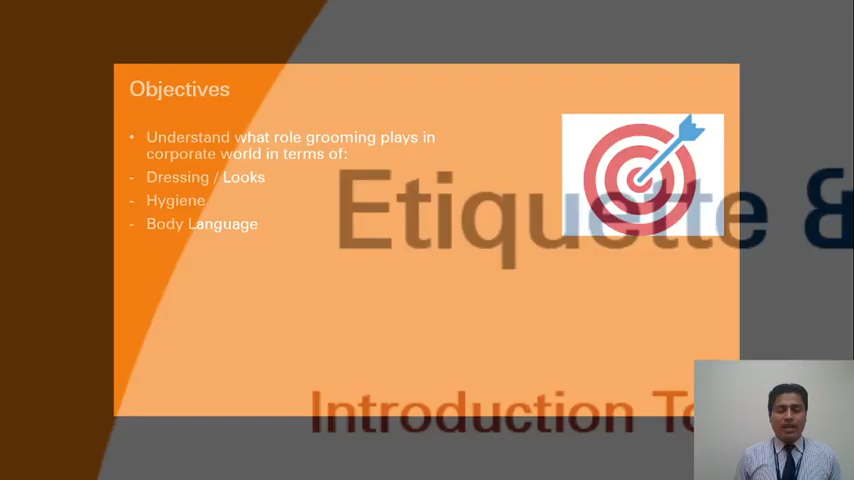 Objectives
• Understand what role grooming plays in
corporate world in terms of:
- Dressing / Looks
- Hygiene
- Body Language
Etiquette &
Introduction